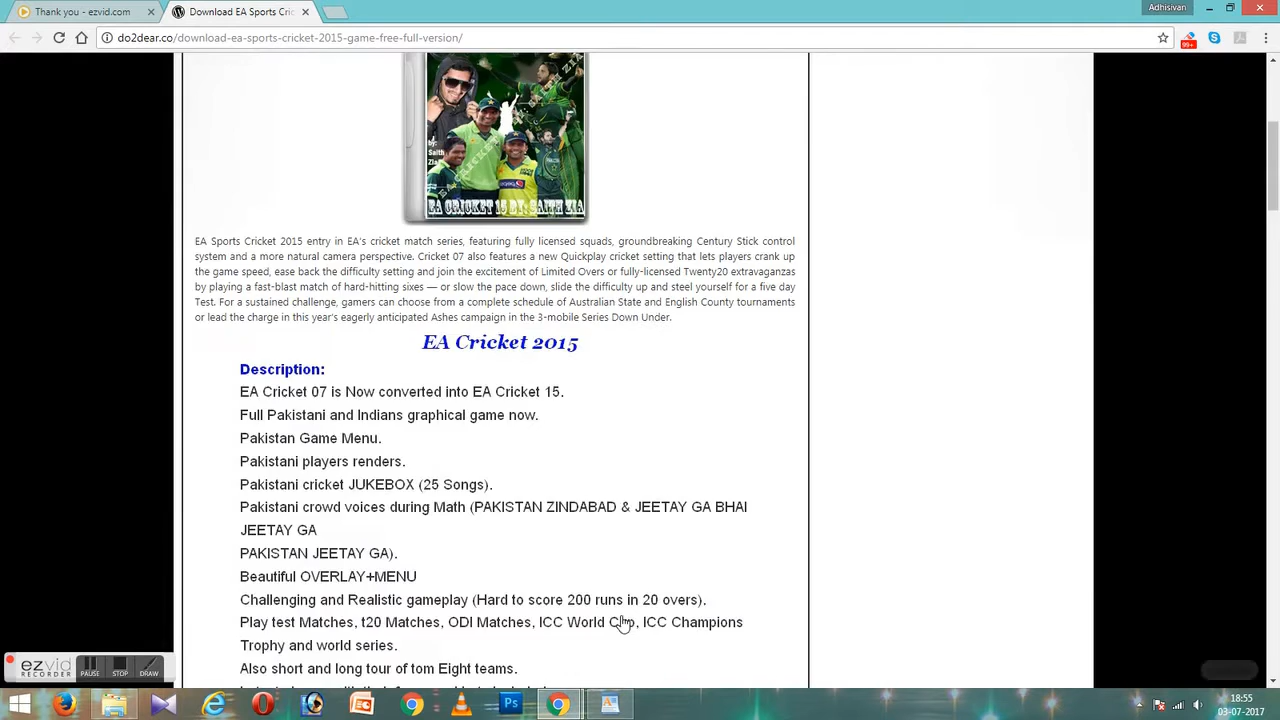 Thank you - ezvid.com
Download EA Sports Cric
Adhisivan
do2dear.co/download-ea-sports-cricket-2015-game-free-full-version/
99+
by:
Saith
Zia
EA CRICKET 15 BY: SAITH ZIA
EA Sports Cricket 2015 entry in EA's cricket match series, featuring fully licensed squads, groundbreaking Century Stick control
system and a more natural camera perspective. Cricket 07 also features a new Quickplay cricket setting that lets players crank up
the game speed, ease back the difficulty setting and join the excitement of Limited Overs or fully-licensed Twenty20 extravaganzas
by playing a fast-blast match of hard-hitting sixes — or slow the pace down, slide the difficulty up and steel yourself for a five day
Test. For a sustained challenge, gamers can choose from a complete schedule of Australian State and English County tournaments
or lead the charge in this year's eagerly anticipated Ashes campaign in the 3-mobile Series Down Under.
EA Cricket 2015
Description:
EA Cricket 07 is Now converted into EA Cricket 15.
Full Pakistani and Indians graphical game now.
Pakistan Game Menu.
Pakistani players renders.
Pakistani cricket JUKEBOX (25 Songs).
Pakistani crowd voices during Math (PAKISTAN ZINDABAD & JEETAY GA BHAI
JEETAY GA
PAKISTAN JEETAY GA).
Beautiful OVERLAY+MENU
Challenging and Realistic gameplay (Hard to score 200 runs in 20 overs).
Play test Matches, t20 Matches, ODI Matches, ICC World Cup, ICC Champions
Trophy and world series.
Also short and long tour of tom Eight teams.
ezvid
RECORDER
PAUSE
STOP
DRAW
Ps
18:55
03-07-2017